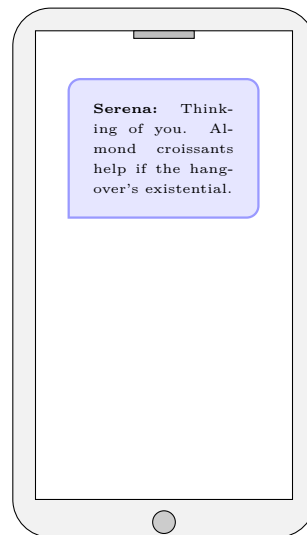 Serena: Think-
ing of you. Al-
mond croissants
help if the hang-
over's existential.